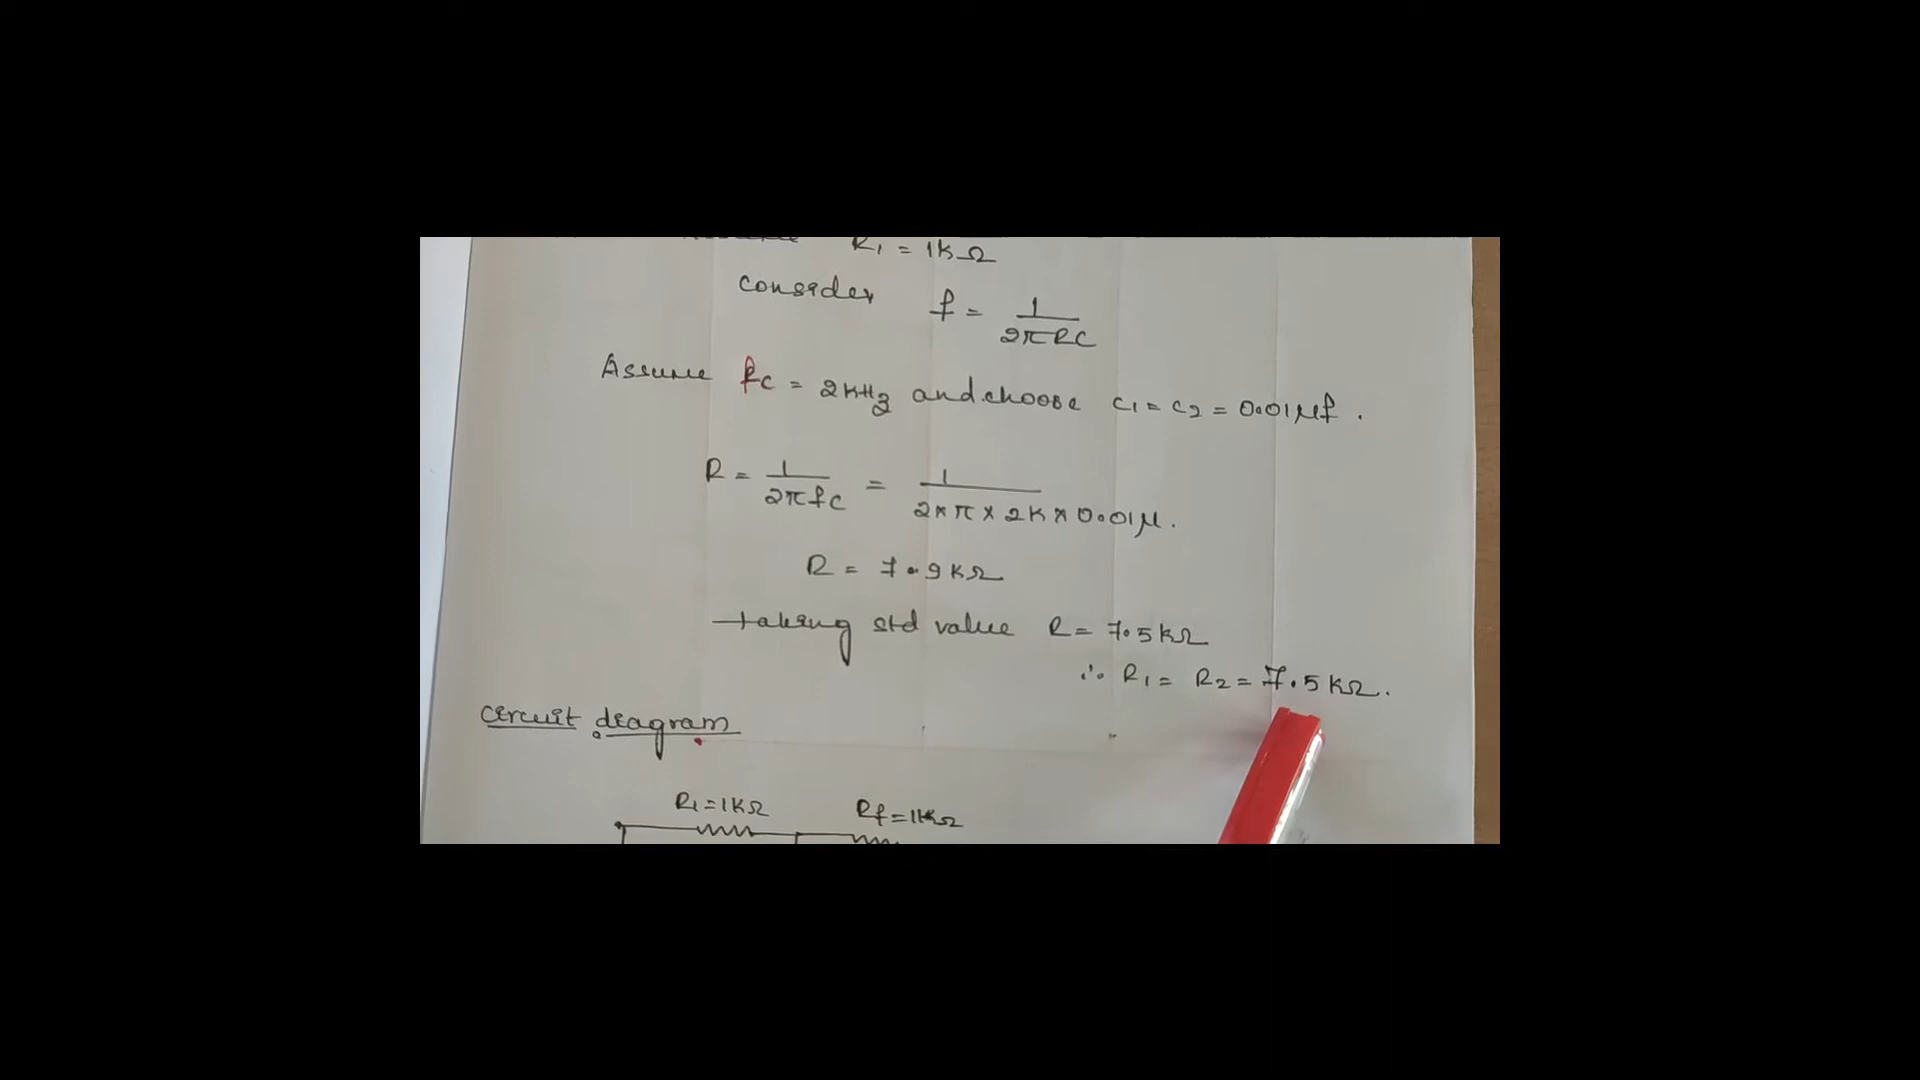 R1 = 1KΩ
consider f = 1/2πRC
Assume fc = 2KHz and choose C1 = C2 = 0.01μf .
R = 1/2πfC = 1/2×π×2K×0.01μ.
R = 7.9KΩ
taking std value R = 7.5KΩ
∴ R1 = R2 = 7.5KΩ.
circuit diagram
R1=1KΩ Rf=1KΩ